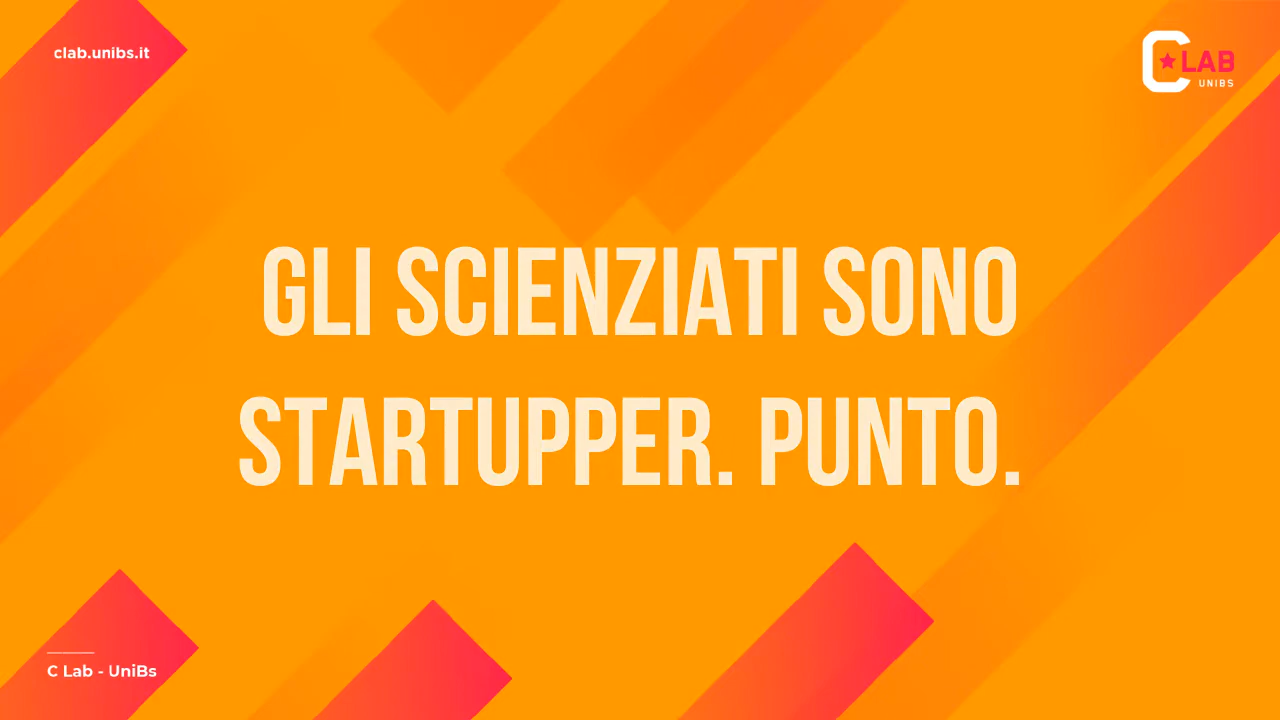 clab.unibs.it
C LAB
UNIBS
GLI SCIENZIATI SONO
STARTUPPER. PUNTO.
C Lab - UniBs